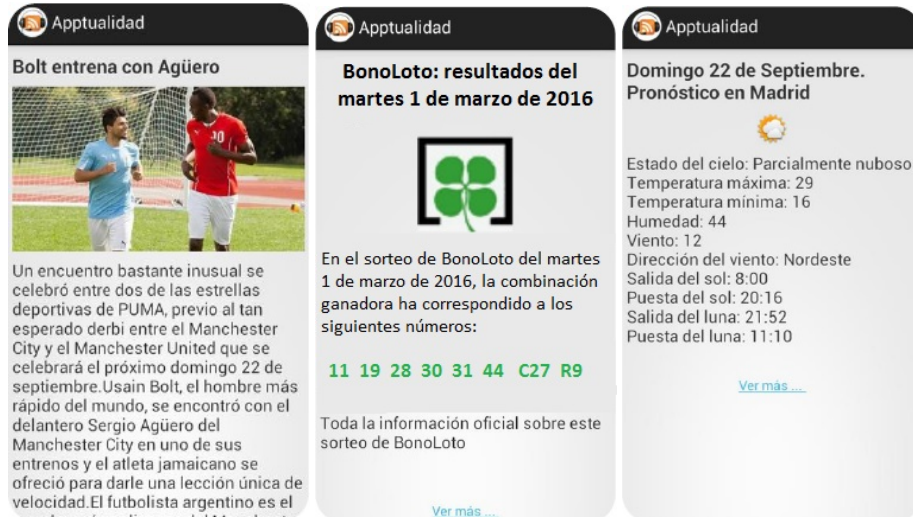 Apptualidad
Bolt entrena con Agüero
Un encuentro bastante inusual se
celebró entre dos de las estrellas
deportivas de PUMA, previo al tan
esperado derbi entre el Manchester
City y el Manchester United que se
celebrará el próximo domingo 22 de
septiembre.Usain Bolt, el hombre más
rápido del mundo, se encontró con el
delantero Sergio Agüero del
Manchester City en uno de sus
entrenos y el atleta jamaicano se
ofreció para darle una lección única de
velocidad.El futbolista argentino es el
Apptualidad
BonoLoto: resultados del
martes 1 de marzo de 2016
En el sorteo de BonoLoto del martes
1 de marzo de 2016, la combinación
ganadora ha correspondido a los
siguientes números:
11 19 28 30 31 44 C27 R9
Toda la información oficial sobre este
sorteo de BonoLoto
Ver más ...
Apptualidad
Domingo 22 de Septiembre.
Pronóstico en Madrid
Estado del cielo: Parcialmente nuboso
Temperatura máxima: 29
Temperatura mínima: 16
Humedad: 44
Viento: 12
Dirección del viento: Nordeste
Salida del sol: 8:00
Puesta del sol: 20:16
Salida del luna: 21:52
Puesta del luna: 11:10
Ver más ...